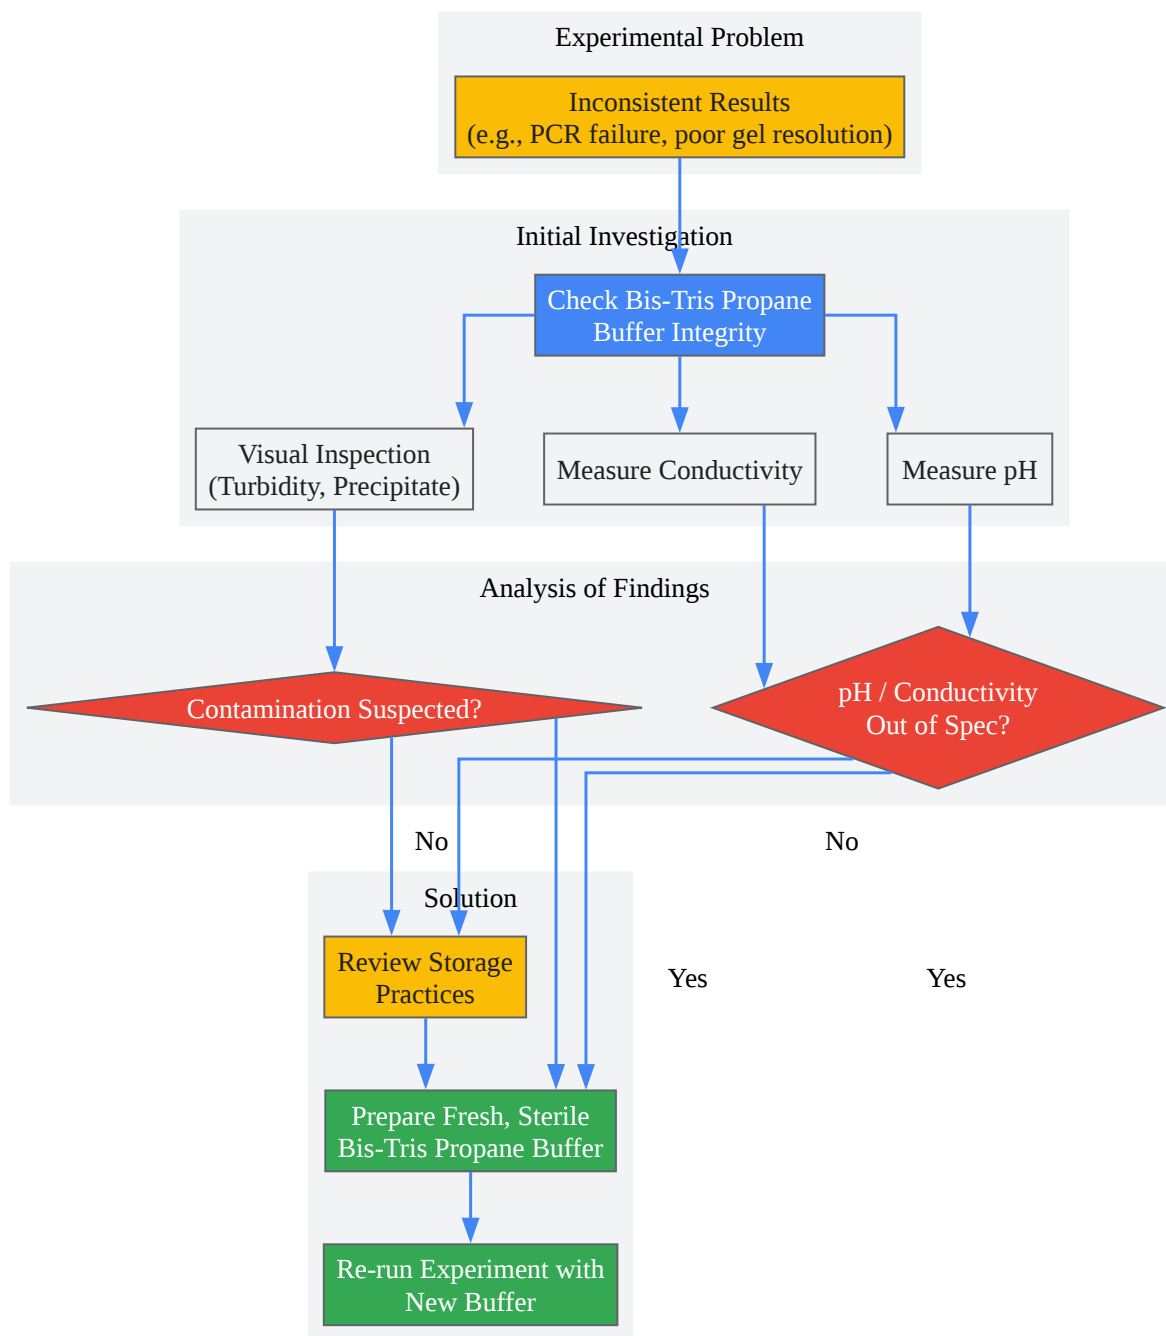 Experimental Problem
Inconsistent Results
(e.g., PCR failure, poor gel resolution)
Initial Investigation
Check Bis-Tris Propane
Buffer Integrity
Visual Inspection
(Turbidity, Precipitate)
Measure Conductivity
Measure pH
Analysis of Findings
Contamination Suspected?
pH / Conductivity
Out of Spec?
No
No
Solution
Review Storage
Practices
Yes
Yes
Prepare Fresh, Sterile
Bis-Tris Propane Buffer
Re-run Experiment with
New Buffer